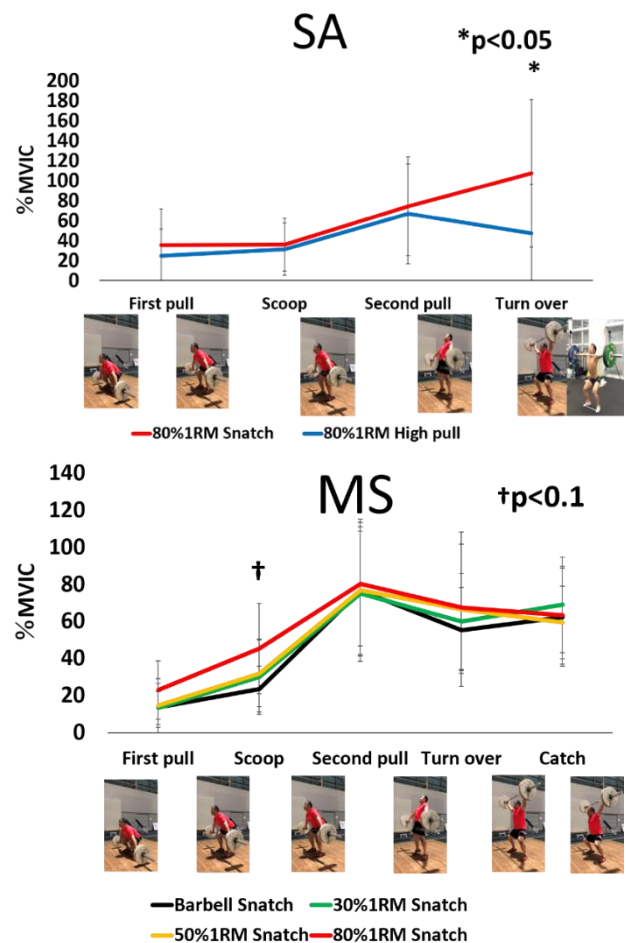 SA
*p<0.05
*
200
180
160
140
120
100
80
60
40
20
0
%MVIC
First pull Scoop Second pull Turn over
80%1RM Snatch 80%1RM High pull
MS
†p<0.1
†
140
120
100
80
60
40
20
0
%MVIC
First pull Scoop Second pull Turn over Catch
Barbell Snatch 30%1RM Snatch
50%1RM Snatch 80%1RM Snatch